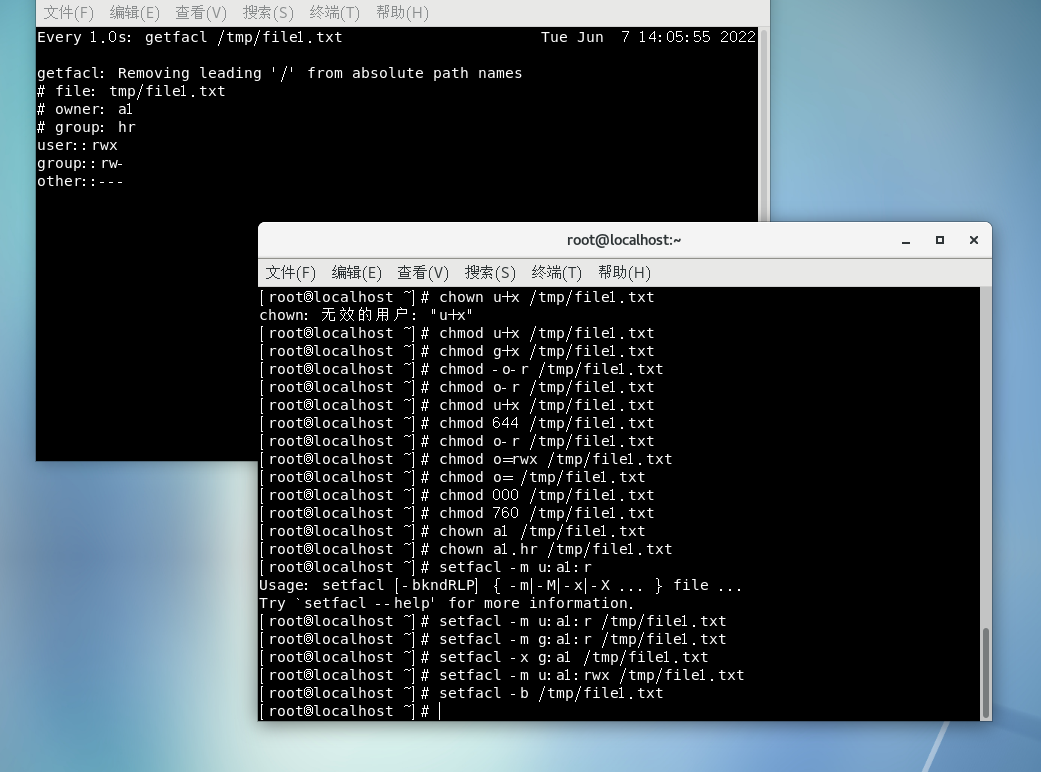 文件(F) 编辑(E) 查看(V) 搜索(S) 终端(T) 帮助(H)
Every 1.0s: getfacl /tmp/file1.txt Tue Jun 7 14:05:55 2022
getfacl: Removing leading '/' from absolute path names
# file: tmp/file1.txt
# owner: a1
# group: hr
user::rwx
group::rw-
other::---
root@localhost:~
文件(F) 编辑(E) 查看(V) 搜索(S) 终端(T) 帮助(H)
[root@localhost ~]# chown u+x /tmp/file1.txt
chown: 无效的用户: "u+x"
[root@localhost ~]# chmod u+x /tmp/file1.txt
[root@localhost ~]# chmod g+x /tmp/file1.txt
[root@localhost ~]# chmod -o-r /tmp/file1.txt
[root@localhost ~]# chmod o-r /tmp/file1.txt
[root@localhost ~]# chmod u+x /tmp/file1.txt
[root@localhost ~]# chmod 644 /tmp/file1.txt
[root@localhost ~]# chmod o-r /tmp/file1.txt
[root@localhost ~]# chmod o=rwx /tmp/file1.txt
[root@localhost ~]# chmod o= /tmp/file1.txt
[root@localhost ~]# chmod 000 /tmp/file1.txt
[root@localhost ~]# chmod 760 /tmp/file1.txt
[root@localhost ~]# chown a1 /tmp/file1.txt
[root@localhost ~]# chown a1.hr /tmp/file1.txt
[root@localhost ~]# setfacl -m u:a1:r
Usage: setfacl [-bkndRLP] { -m|-M|-x|-X ... } file ...
Try `setfacl --help' for more information.
[root@localhost ~]# setfacl -m u:a1:r /tmp/file1.txt
[root@localhost ~]# setfacl -m g:a1:r /tmp/file1.txt
[root@localhost ~]# setfacl -x g:a1 /tmp/file1.txt
[root@localhost ~]# setfacl -m u:a1:rwx /tmp/file1.txt
[root@localhost ~]# setfacl -b /tmp/file1.txt
[root@localhost ~]#